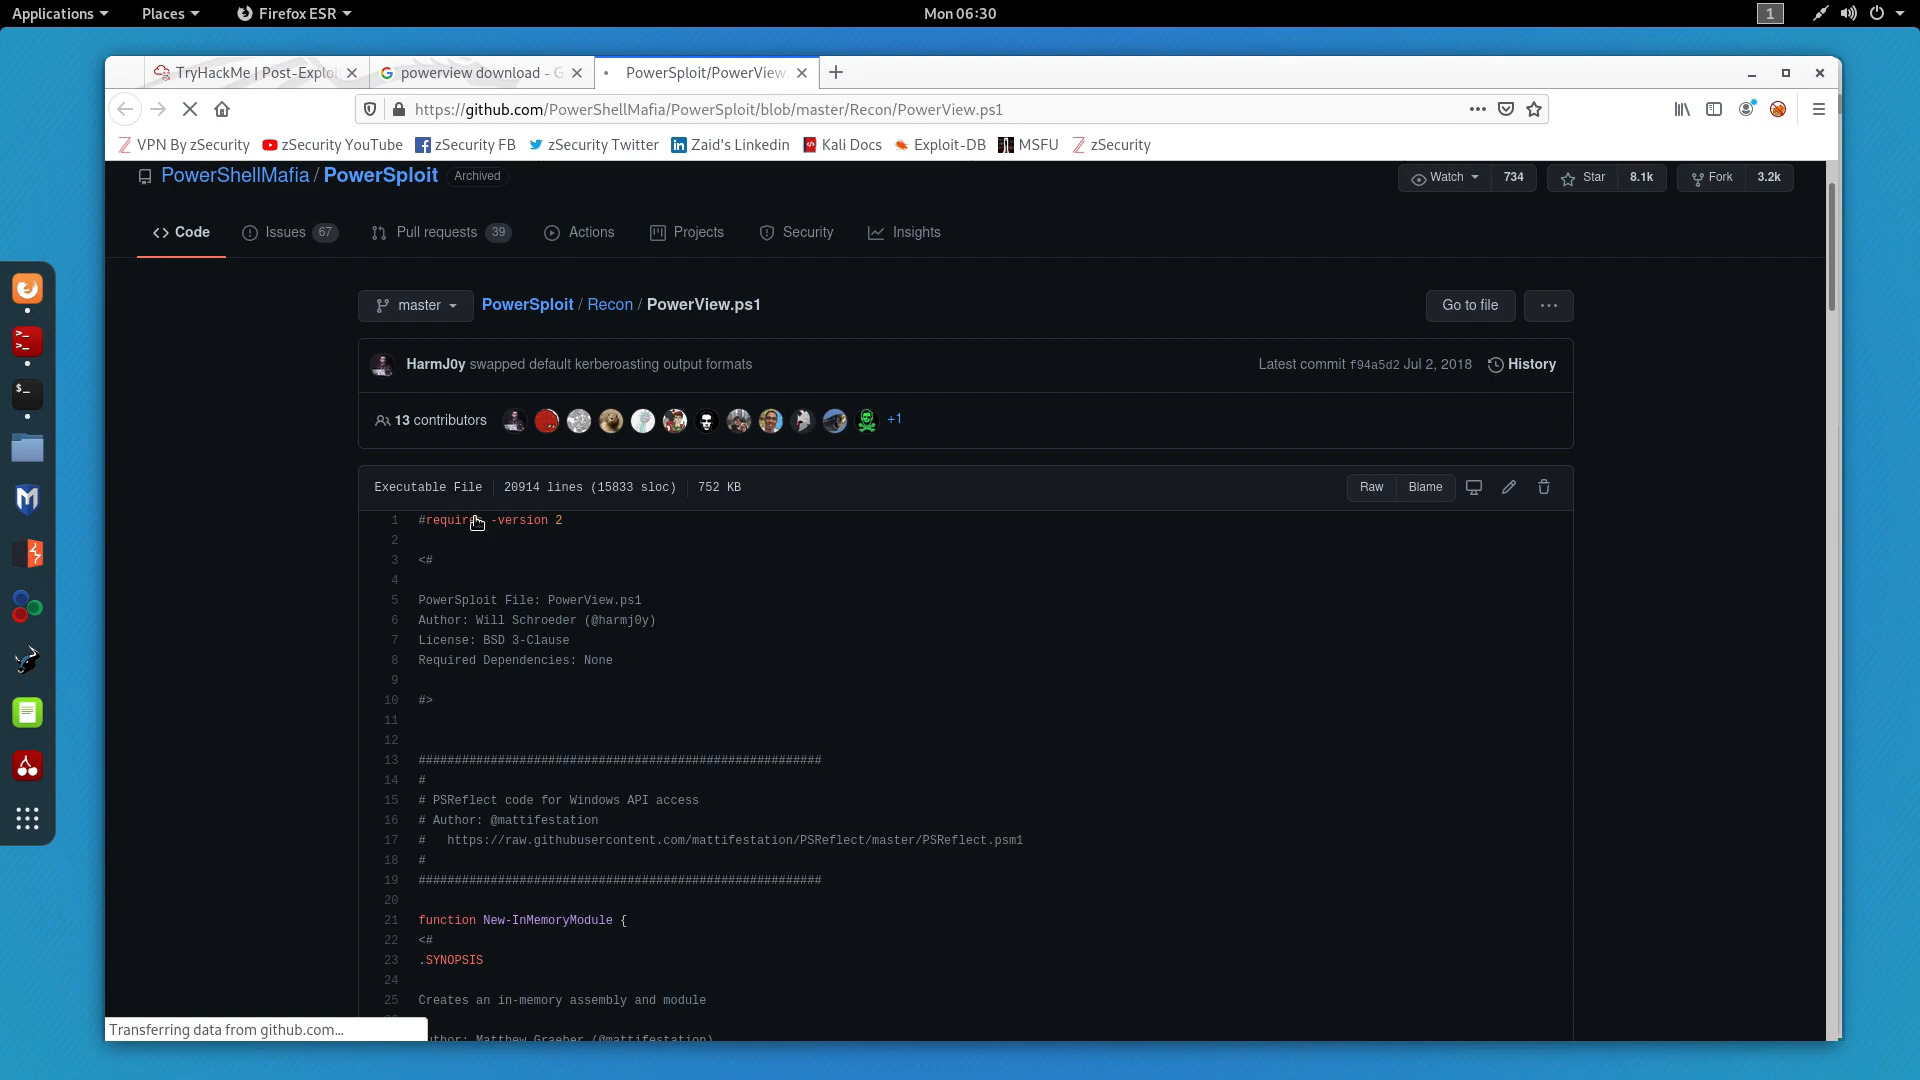 Applications Places Firefox ESR Mon 06:30 1
TryHackMe | Post-Exploi powerview download - G PowerSploit/PowerView.
https://github.com/PowerShellMafia/PowerSploit/blob/master/Recon/PowerView.ps1
VPN By zSecurity zSecurity YouTube zSecurity FB zSecurity Twitter Zaid's Linkedin Kali Docs Exploit-DB MSFU zSecurity
PowerShellMafia / PowerSploit Archived Watch 734 Star 8.1k Fork 3.2k
Code Issues 67 Pull requests 39 Actions Projects Security Insights
master PowerSploit / Recon / PowerView.ps1 Go to file
HarmJ0y swapped default kerberoasting output formats Latest commit f94a5d2 Jul 2, 2018 History
13 contributors +1
Executable File 20914 lines (15833 sloc) 752 KB Raw Blame
1 #requires -version 2
2
3 <#
4
5 PowerSploit File: PowerView.ps1
6 Author: Will Schroeder (@harmj0y)
7 License: BSD 3-Clause
8 Required Dependencies: None
9
10 #>
11
12
13 ########################################################
14 #
15 # PSReflect code for Windows API access
16 # Author: @mattifestation
17 #   https://raw.githubusercontent.com/mattifestation/PSReflect/master/PSReflect.psm1
18 #
19 ########################################################
20
21 function New-InMemoryModule {
22 <#
23 .SYNOPSIS
24
25 Creates an in-memory assembly and module
Transferring data from github.com…
Author: Matthew Graeber (@mattifestation)